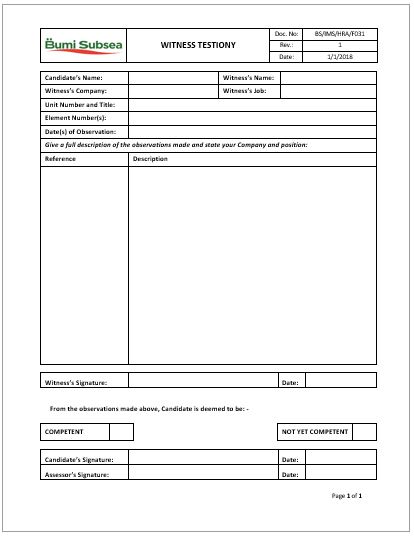 Bumi Subsea
WITNESS TESTIONY
Doc. No: BS/IMS/HRA/F031
Rev.: 1
Date: 1/1/2018
Candidate's Name: Witness's Name:
Witness's Company: Witness's Job:
Unit Number and Title:
Element Number(s):
Date(s) of Observation:
Give a full description of the observations made and state your Company and position:
Reference Description
Witness's Signature: Date:
From the observations made above, Candidate is deemed to be: -
COMPETENT NOT YET COMPETENT
Candidate's Signature: Date:
Assessor's Signature: Date:
Page 1 of 1